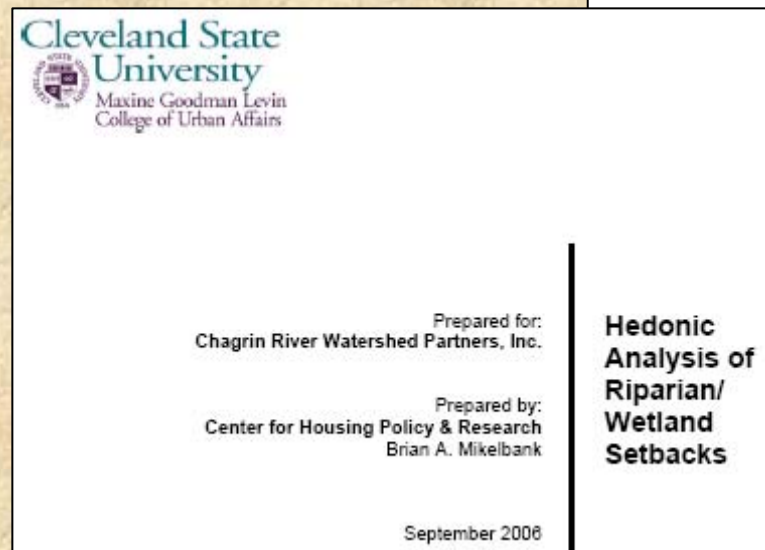 Cleveland State
University
Maxine Goodman Levin
College of Urban Affairs
Prepared for:
Chagrin River Watershed Partners, Inc.
Prepared by:
Center for Housing Policy & Research
Brian A. Mikelbank
September 2006
Hedonic
Analysis of
Riparian/
Wetland
Setbacks